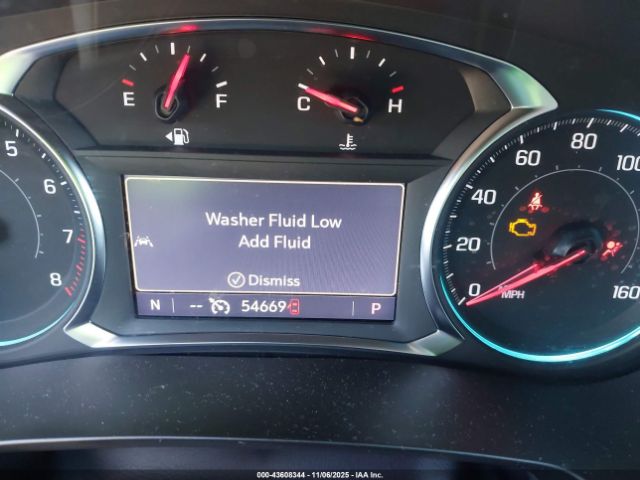 E F
C H
5
6
7
8
Washer Fluid Low
Add Fluid
Dismiss
N -- 54669 P
0 20 40 60 80 100 160
MPH
000-43608344 - 11/06/2025 - IAA Inc.